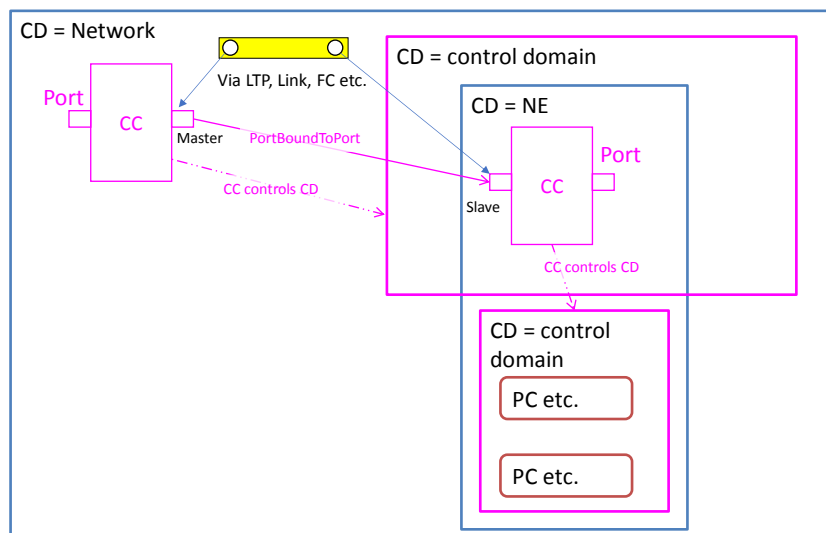 CD = Network
Via LTP, Link, FC etc.
CD = control domain
CD = NE
Port
CC
Master
PortBoundToPort
CC controls CD
Port
CC
Slave
CC controls CD
CD = control
domain
PC etc.
PC etc.